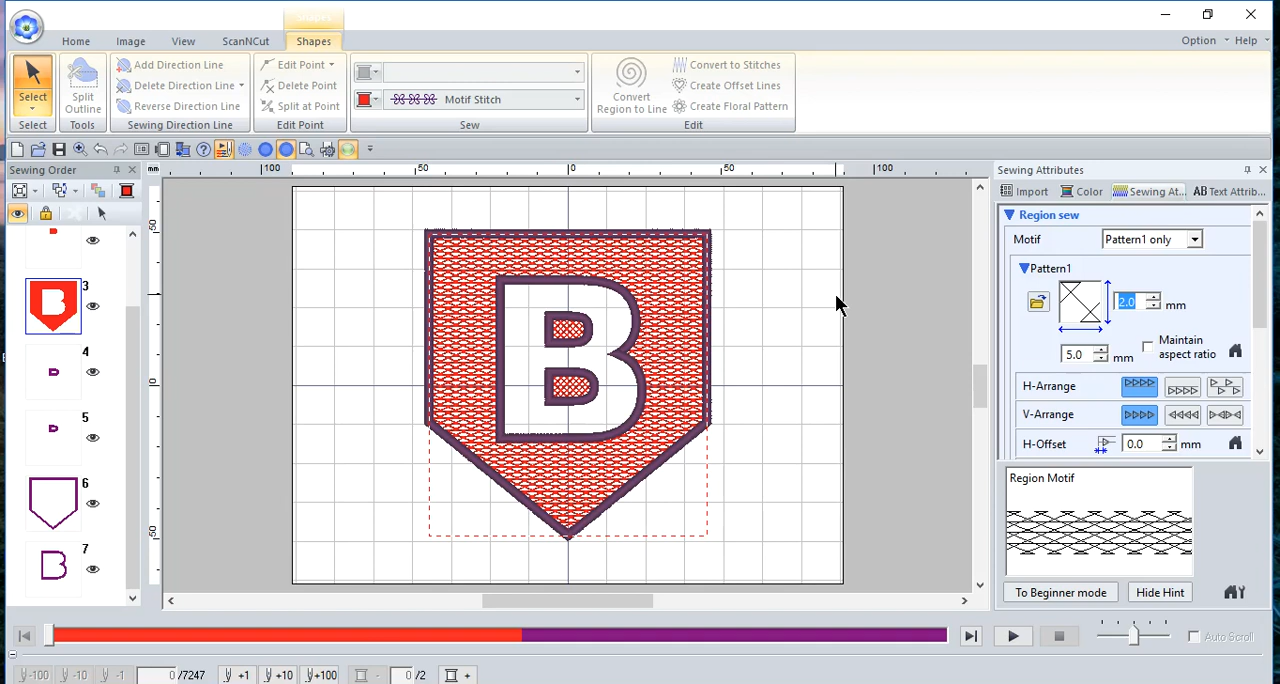 Shapes
Home Image View ScanNCut Shapes Option Help
Select Split Outline Add Direction Line Delete Direction Line Reverse Direction Line Edit Point Delete Point Split at Point Motif Stitch Convert Region to Line Convert to Stitches Create Offset Lines Create Floral Pattern
Select Tools Sewing Direction Line Edit Point Sew Edit
Sewing Order mm 100 50 0 50 100 Sewing Attributes
Import Color Sewing At... Text Attrib...
Region sew
Motif Pattern1 only
Pattern1
2.0 mm
5.0 mm Maintain aspect ratio
H-Arrange
V-Arrange
H-Offset 0.0 mm
3
4
5
6
7
50
0
50
B
Region Motif
To Beginner mode Hide Hint
Auto Scroll
-100 -10 -1 0 /7247 +1 +10 +100 - 0 /2 +